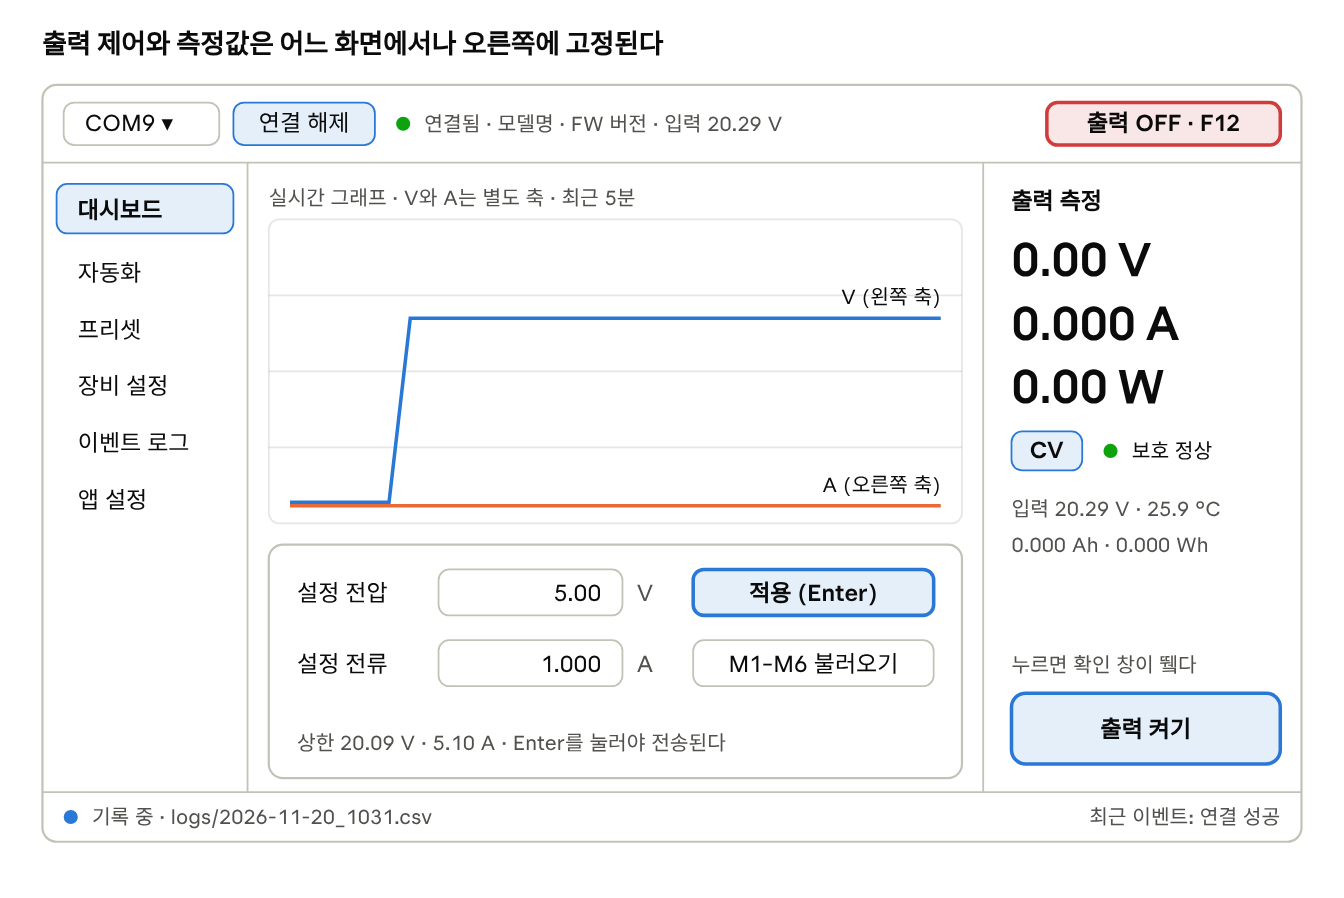 출력 제어와 측정값은 어느 화면에서나 오른쪽에 고정된다
COM9 ▾
연결 해제
연결됨 · 모델명 · FW 버전 · 입력 20.29 V
출력 OFF · F12
대시보드
자동화
프리셋
장비 설정
이벤트 로그
앱 설정
실시간 그래프 · V와 A는 별도 축 · 최근 5분
V (왼쪽 축)
A (오른쪽 축)
설정 전압 5.00 V
적용 (Enter)
설정 전류 1.000 A
M1–M6 불러오기
상한 20.09 V · 5.10 A · Enter를 눌러야 전송된다
출력 측정
0.00 V
0.000 A
0.00 W
CV
보호 정상
입력 20.29 V · 25.9 °C
0.000 Ah · 0.000 Wh
누르면 확인 창이 뜁다
출력 켜기
기록 중 · logs/2026-11-20_1031.csv
최근 이벤트: 연결 성공